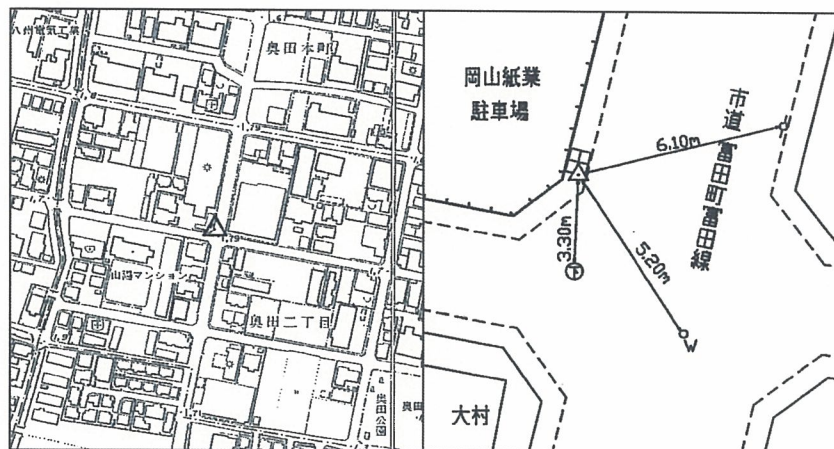 八州電気工業
奥田本町
山陽マンション
奥田二丁目
奥田公園
岡山紙業
駐車場
市道富田町富田線
6.10m
3.30m
5.20m
下
W
大村